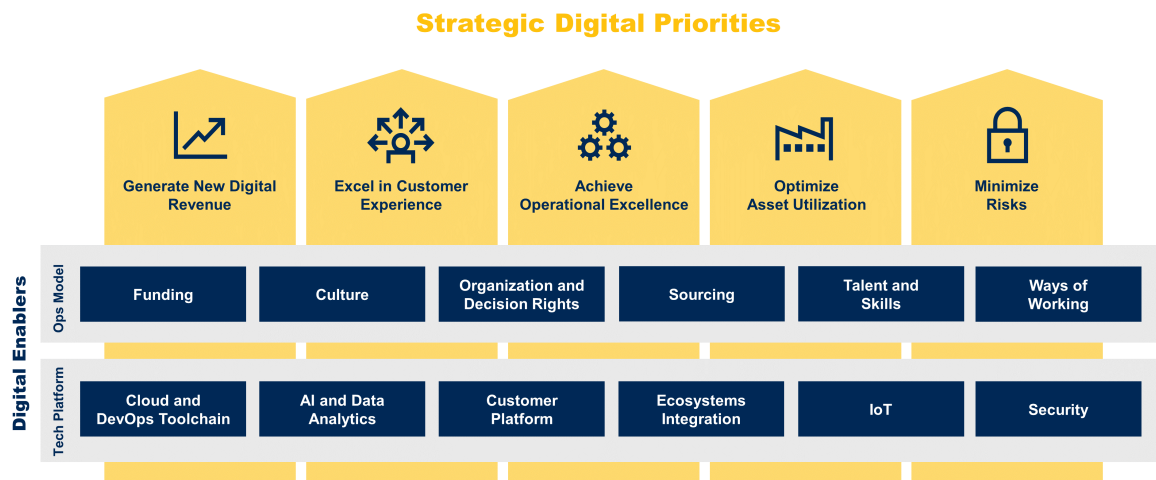 Strategic Digital Priorities
Generate New Digital
Revenue
Excel in Customer
Experience
Achieve
Operational Excellence
Optimize
Asset Utilization
Minimize
Risks
Digital Enablers
Ops Model
Funding
Culture
Organization and
Decision Rights
Sourcing
Talent and
Skills
Ways of
Working
Tech Platform
Cloud and
DevOps Toolchain
AI and Data
Analytics
Customer
Platform
Ecosystems
Integration
IoT
Security